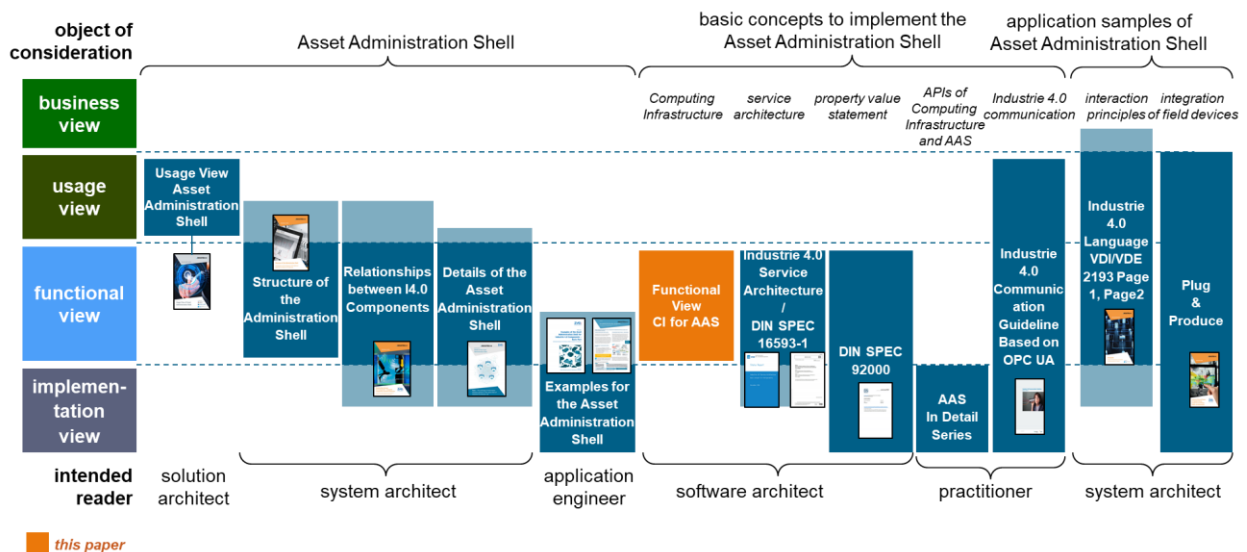 object of
consideration
Asset Administration Shell
basic concepts to implement the
Asset Administration Shell
application samples of
Asset Administration Shell
business
view
Computing
Infrastructure
service
architecture
property value
statement
APIs of
Computing
Infrastructure
and AAS
Industrie 4.0
communication
interaction
principles
integration
of field devices
usage
view
Usage View
Asset
Administration
Shell
functional
view
Structure of
the
Administration
Shell
Relationships
between I4.0
Components
Details of the
Asset
Administration
Shell
Functional
View
CI for AAS
Industrie 4.0
Service
Architecture
/
DIN SPEC
16593-1
DIN SPEC
92000
Industrie
4.0
Communic
ation
Guideline
Based on
OPC UA
Industrie
4.0
Language
VDI/VDE
2193 Page
1, Page2
Plug
&
Produce
implemen-
tation
view
Examples for
the Asset
Administration
Shell
AAS
In Detail
Series
intended
reader
solution
architect
system architect
application
engineer
software architect
practitioner
system architect
this paper